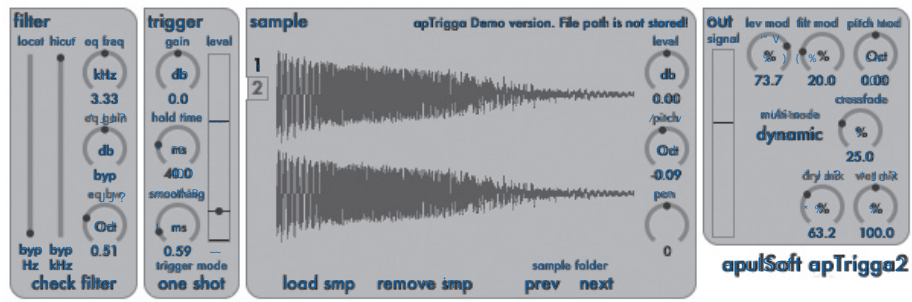 filter
locut hicut eq freq
kHz
3.33
eq gain
db
byp
eq bw
Oct
byp byp 0.51
Hz kHz
check filter
trigger
gain level
db
0.0
hold time
ms
40.0
smoothing
ms
0.59
trigger mode
one shot
sample apTrigga Demo version. File path is not stored!
level
1
2
db
0.00
pitch
Oct
-0.09
pan
0
sample folder
load smp remove smp prev next
out lev mod filt mod pitch mod
signal
% % Oct
73.7 20.0 0.00
crossfade
multi-mode
dynamic %
25.0
dry mix wet mix
% %
63.2 100.0
apulSoft apTrigga2